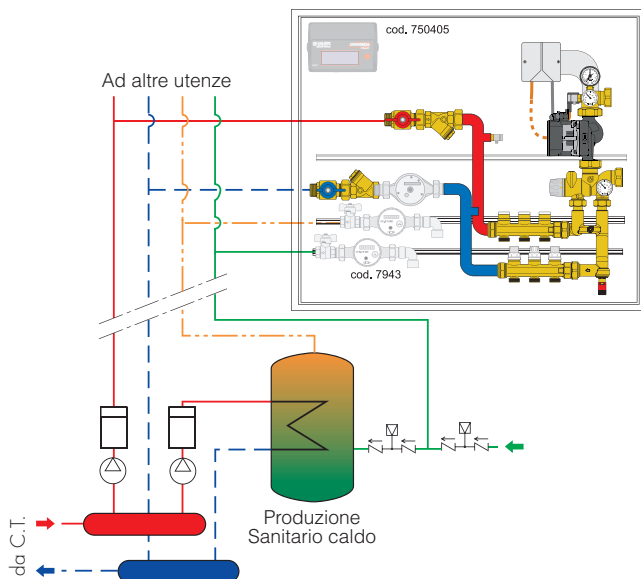 cod. 750405
Ad altre utenze
cod. 7943
Produzione
Sanitario caldo
da C.T.